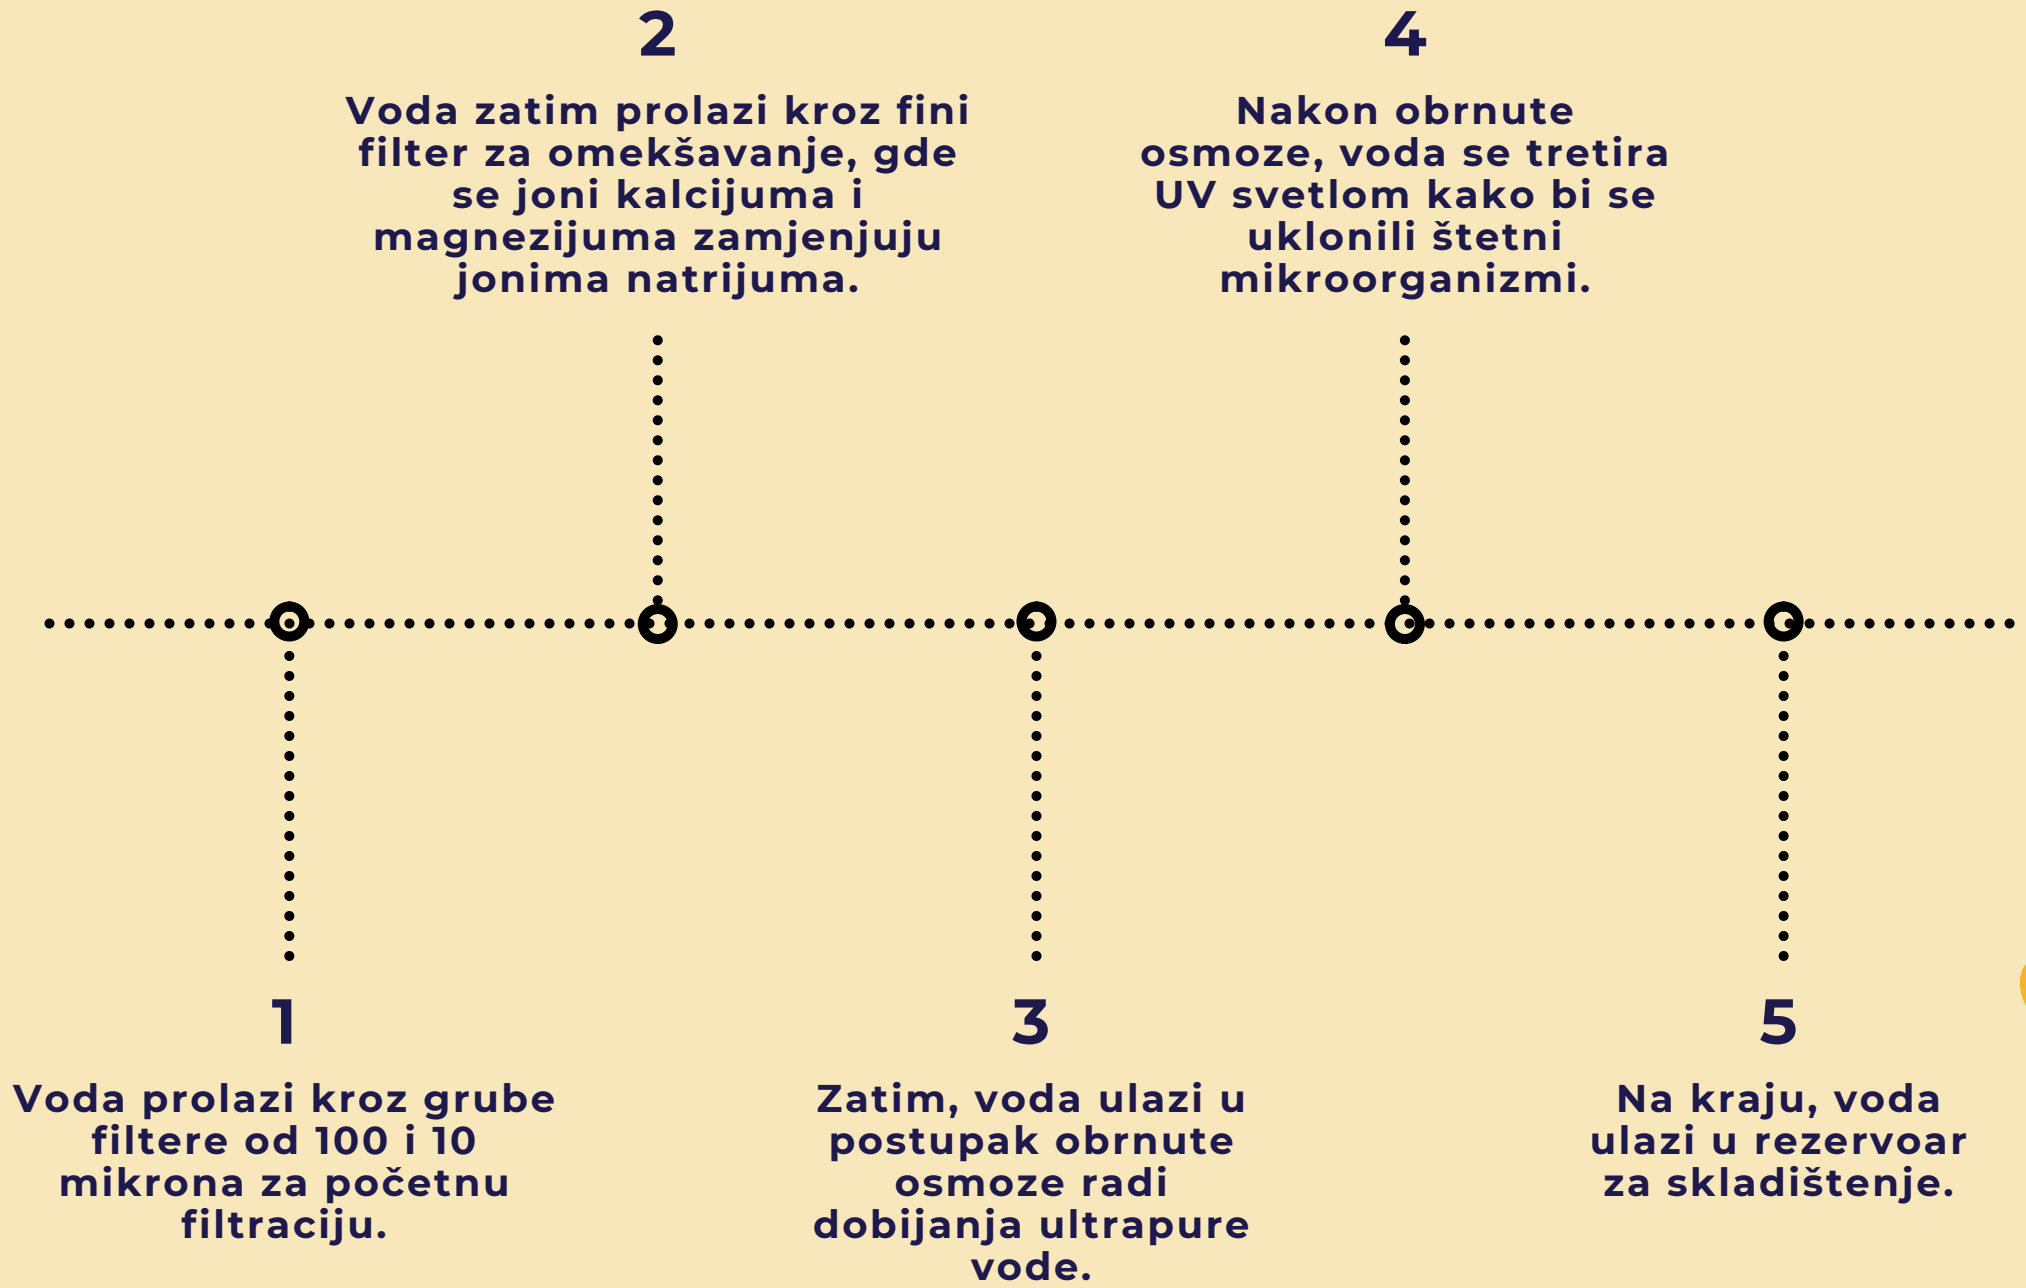 1
Voda prolazi kroz grube
filtere od 100 i 10
mikrona za početnu
filtraciju.
2
Voda zatim prolazi kroz fini
filter za omekšavanje, gde
se joni kalcijuma i
magnezijuma zamjenjuju
jonima natrijuma.
3
Zatim, voda ulazi u
postupak obrnute
osmoze radi
dobijanja ultrapure
vode.
4
Nakon obrnute
osmoze, voda se tretira
UV svetlom kako bi se
uklonili štetni
mikroorganizmi.
5
Na kraju, voda
ulazi u rezervoar
za skladištenje.